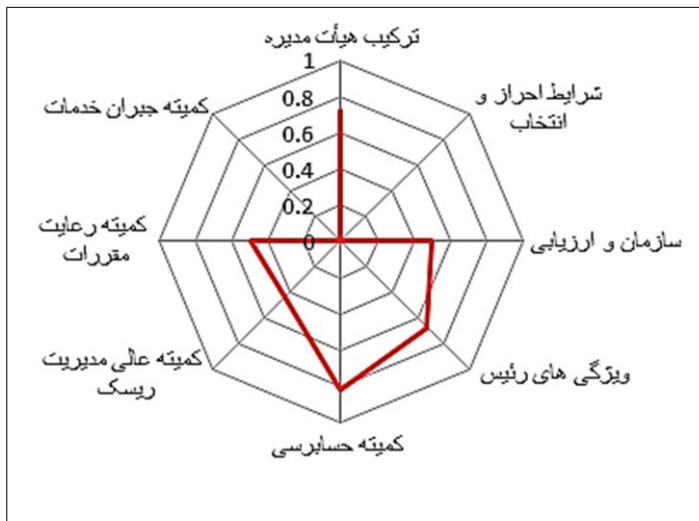 ترکیب هیأت مدیره
1
0.8
0.6
0.4
0.2
0
شرایط احراز و
انتخاب
سازمان و ارزیابی
ویژگی های رئیس
کمیته حسابرسی
کمیته عالی مدیریت
ریسک
کمیته رعایت
مقررات
کمیته جبران خدمات